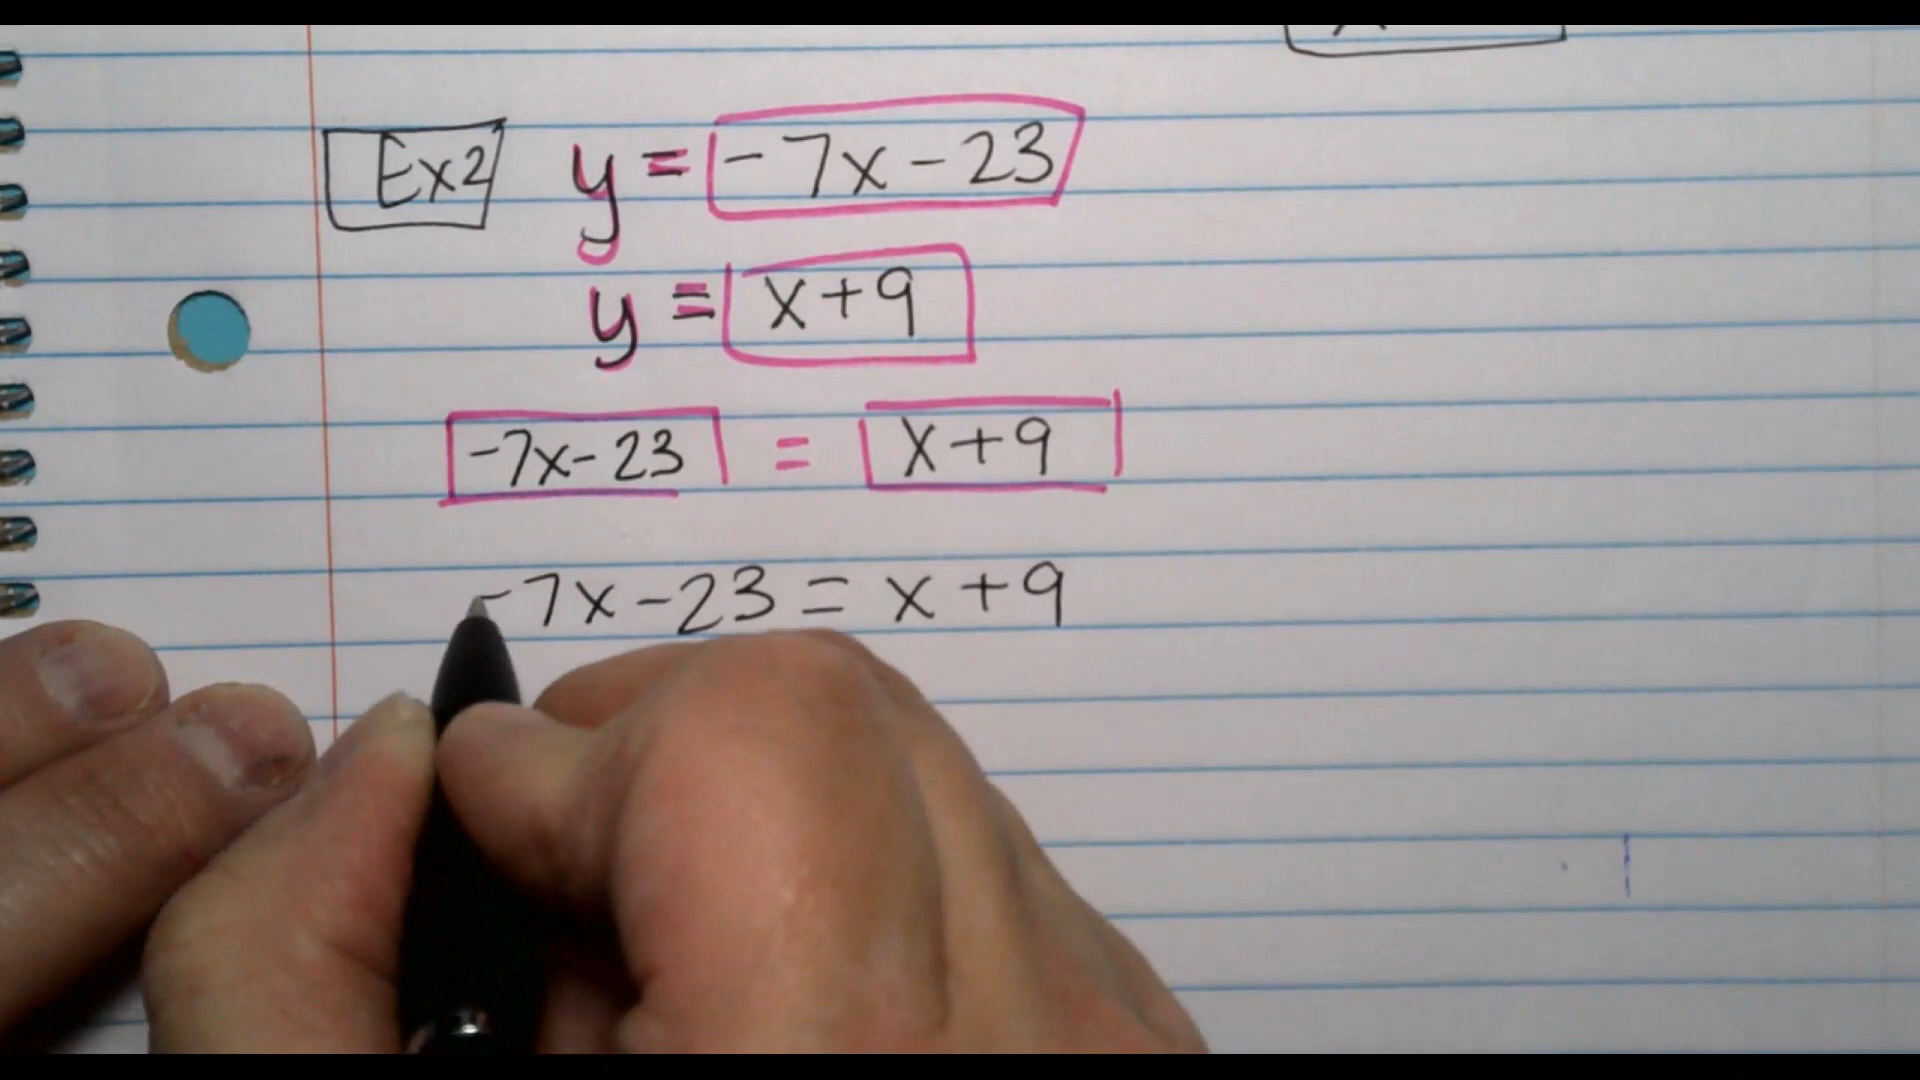 Ex2 y = -7x - 23
y = x + 9
-7x - 23 = x + 9
-7x - 23 = x + 9